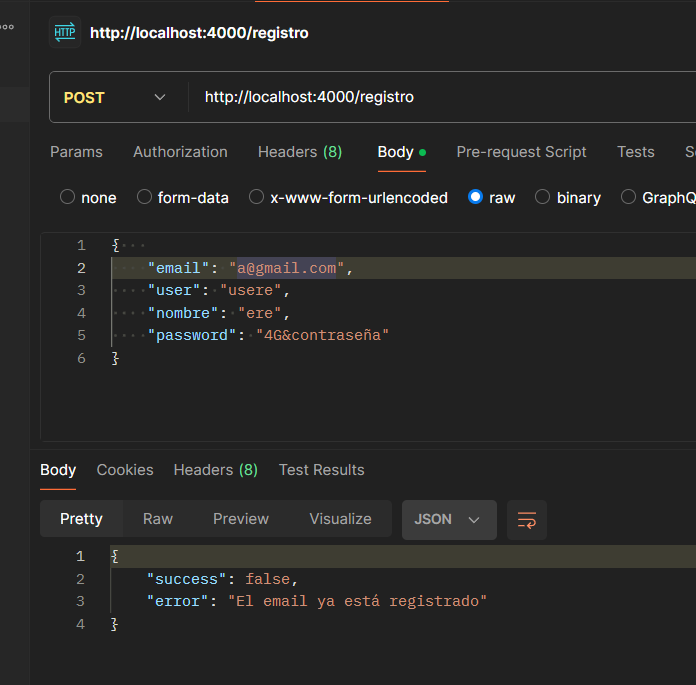 HTTP http://localhost:4000/registro
POST http://localhost:4000/registro
Params Authorization Headers (8) Body Pre-request Script Tests
none form-data x-www-form-urlencoded raw binary GraphQ
1 {
2 "email": "a@gmail.com",
3 "user": "usere",
4 "nombre": "ere",
5 "password": "4G&contraseña"
6 }
Body Cookies Headers (8) Test Results
Pretty Raw Preview Visualize JSON
1 {
2 "success": false,
3 "error": "El email ya está registrado"
4 }